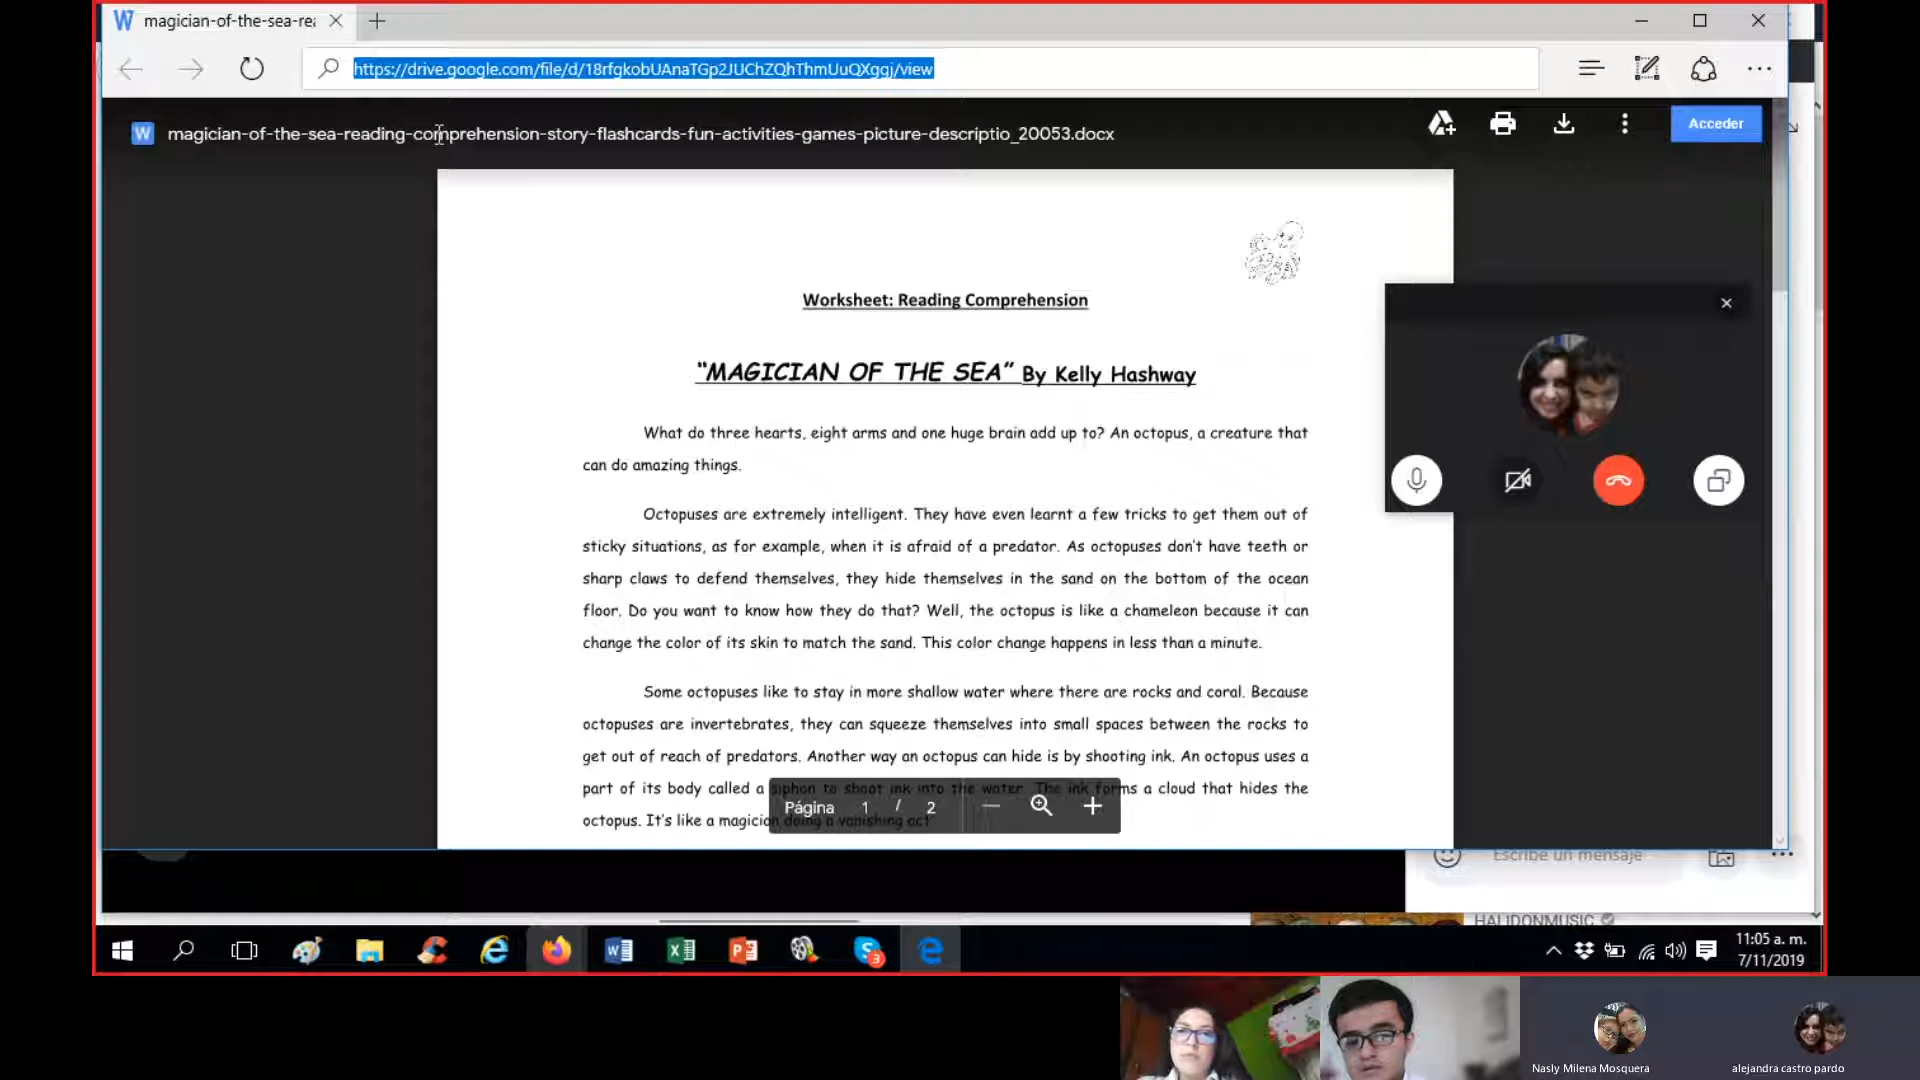 magician-of-the-sea-rea
https://drive.google.com/file/d/18rfgkobUAnaTGp2JUChZQhThmUuQXggj/view
W magician-of-the-sea-reading-comprehension-story-flashcards-fun-activities-games-picture-descriptio_20053.docx
Acceder
Worksheet: Reading Comprehension
"MAGICIAN OF THE SEA" By Kelly Hashway
What do three hearts, eight arms and one huge brain add up to? An octopus, a creature that
can do amazing things.
Octopuses are extremely intelligent. They have even learnt a few tricks to get them out of
sticky situations, as for example, when it is afraid of a predator. As octopuses don't have teeth or
sharp claws to defend themselves, they hide themselves in the sand on the bottom of the ocean
floor. Do you want to know how they do that? Well, the octopus is like a chameleon because it can
change the color of its skin to match the sand. This color change happens in less than a minute.
Some octopuses like to stay in more shallow water where there are rocks and coral. Because
octopuses are invertebrates, they can squeeze themselves into small spaces between the rocks to
get out of reach of predators. Another way an octopus can hide is by shooting ink. An octopus uses a
part of its body called a siphon to shoot ink into the water. The ink forms a cloud that hides the
octopus. It's like a magician doing a vanishing act
Página 1 / 2
Escribe un mensaje
HALIDONMUSIC
3
11:05 a. m.
7/11/2019
Nasly Milena Mosquera
alejandra castro pardo